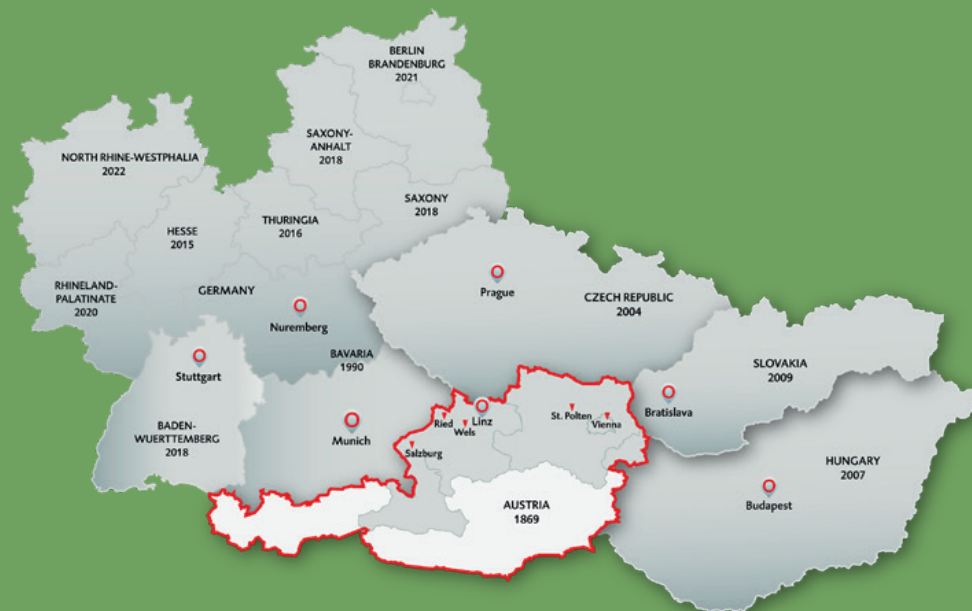 BERLIN
BRANDENBURG
2021
SAXONY-
ANHALT
2018
NORTH RHINE-WESTPHALIA
2022
SAXONY
2018
THURINGIA
2016
HESSE
2015
RHINELAND-
PALATINATE
2020
GERMANY
Nuremberg
Prague
CZECH REPUBLIC
2004
BAVARIA
1990
SLOVAKIA
2009
Stuttgart
BADEN-
WUERTTEMBERG
2018
Munich
Ried
Wels
Linz
Salzburg
St. Polten
Vienna
Bratislava
HUNGARY
2007
Budapest
AUSTRIA
1869